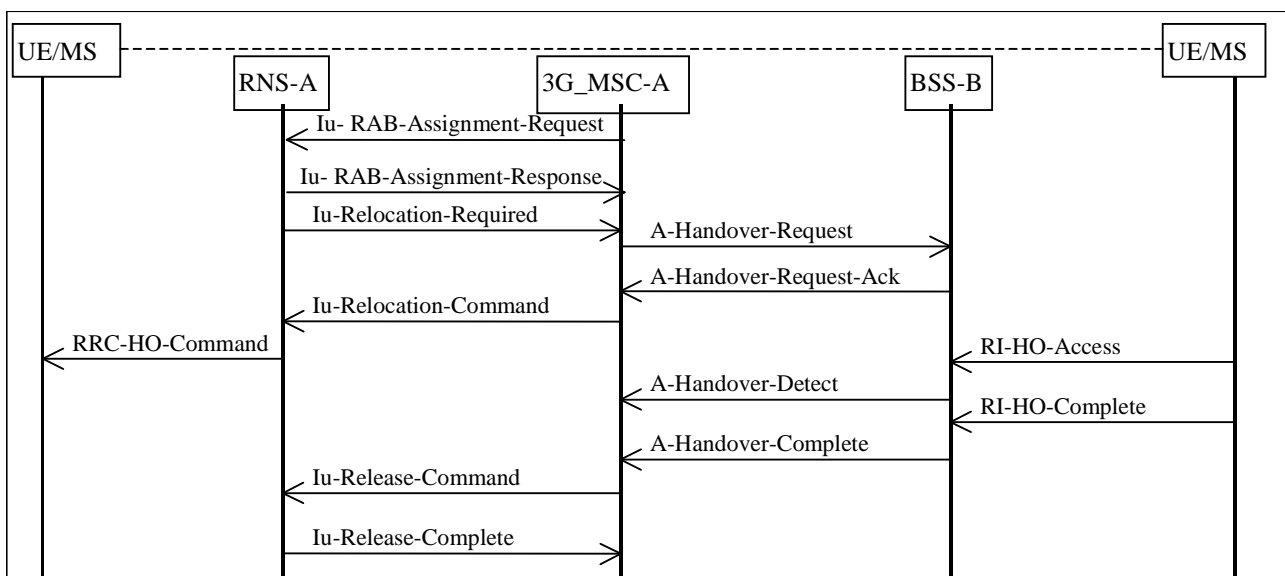 UE/MS
UE/MS
RNS-A
3G_MSC-A
BSS-B
Iu- RAB-Assignment-Request
Iu- RAB-Assignment-Response
Iu-Relocation-Required
A-Handover-Request
A-Handover-Request-Ack
Iu-Relocation-Command
RRC-HO-Command
RI-HO-Access
A-Handover-Detect
RI-HO-Complete
A-Handover-Complete
Iu-Release-Command
Iu-Release-Complete